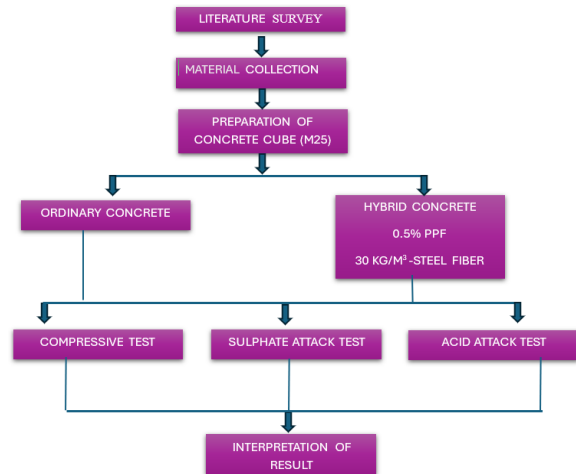 LITERATURE SURVEY
MATERIAL COLLECTION
PREPARATION OF
CONCRETE CUBE (M25)
ORDINARY CONCRETE
HYBRID CONCRETE
0.5% PPF
30 KG/M³ -STEEL FIBER
COMPRESSIVE TEST
SULPHATE ATTACK TEST
ACID ATTACK TEST
INTERPRETATION OF
RESULT